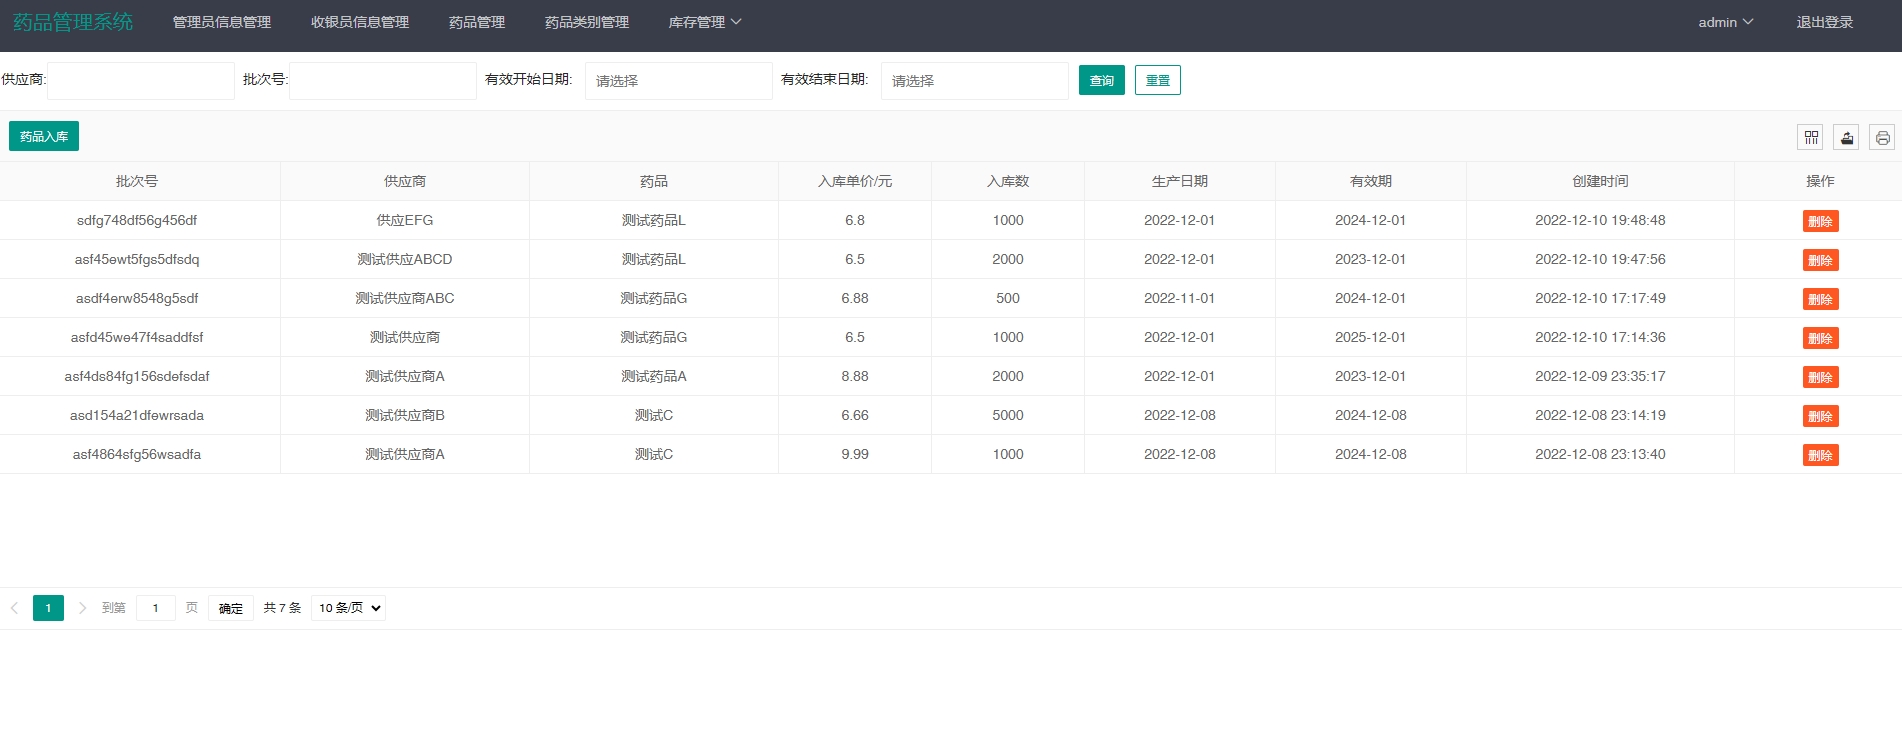 药品管理系统 管理员信息管理 收银员信息管理 药品管理 药品类别管理 库存管理 admin 退出登录
供应商: 批次号: 有效开始日期: 请选择 有效结束日期: 请选择 查询 重置
药品入库
批次号 供应商 药品 入库单价/元 入库数 生产日期 有效期 创建时间 操作
sdfg748df56g456df 供应EFG 测试药品L 6.8 1000 2022-12-01 2024-12-01 2022-12-10 19:48:48 删除
asf45ewt5fgs5dfsdq 测试供应ABCD 测试药品L 6.5 2000 2022-12-01 2023-12-01 2022-12-10 19:47:56 删除
asdf4erw8548g5sdf 测试供应商ABC 测试药品G 6.88 500 2022-11-01 2024-12-01 2022-12-10 17:17:49 删除
asfd45we47f4saddfsf 测试供应商 测试药品G 6.5 1000 2022-12-01 2025-12-01 2022-12-10 17:14:36 删除
asf4ds84fg156sdefsdaf 测试供应商A 测试药品A 8.88 2000 2022-12-01 2023-12-01 2022-12-09 23:35:17 删除
asd154a21dfewrsada 测试供应商B 测试C 6.66 5000 2022-12-08 2024-12-08 2022-12-08 23:14:19 删除
asf4864sfg56wsadfa 测试供应商A 测试C 9.99 1000 2022-12-08 2024-12-08 2022-12-08 23:13:40 删除
1 到第 1 页 确定 共 7 条 10 条/页